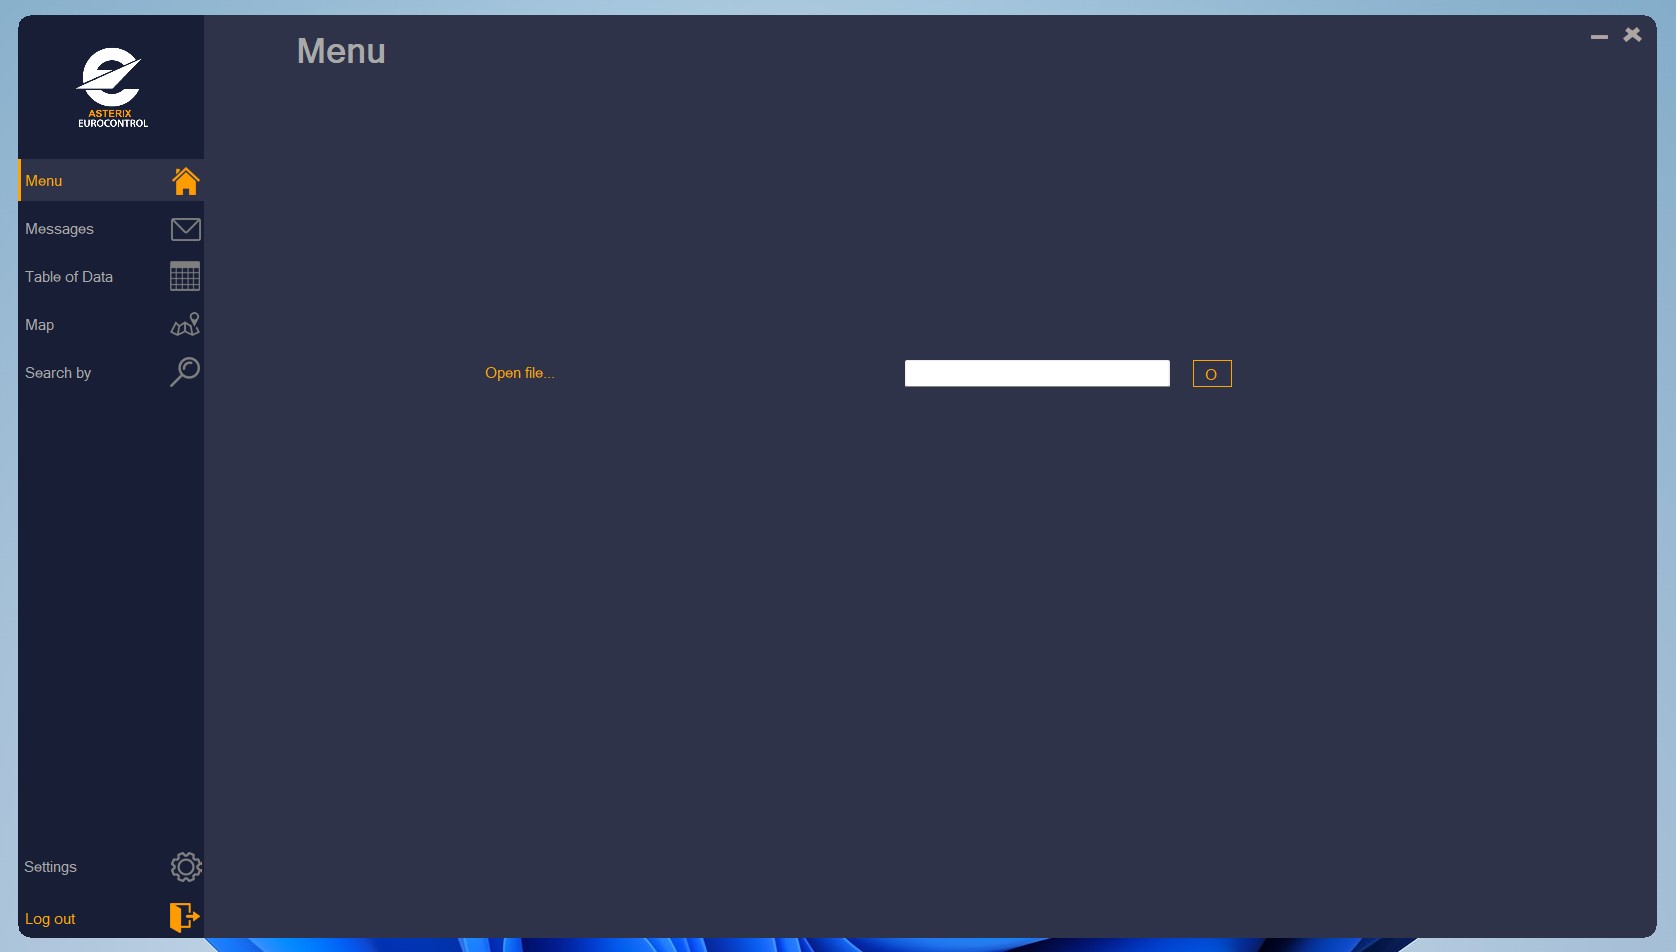 Menu
ASTERIX
EUROCONTROL
Menu
Messages
Table of Data
Map
Search by
Open file...
O
Settings
Log out